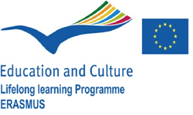 Education and Culture
Lifelong learning Programme
ERASMUS